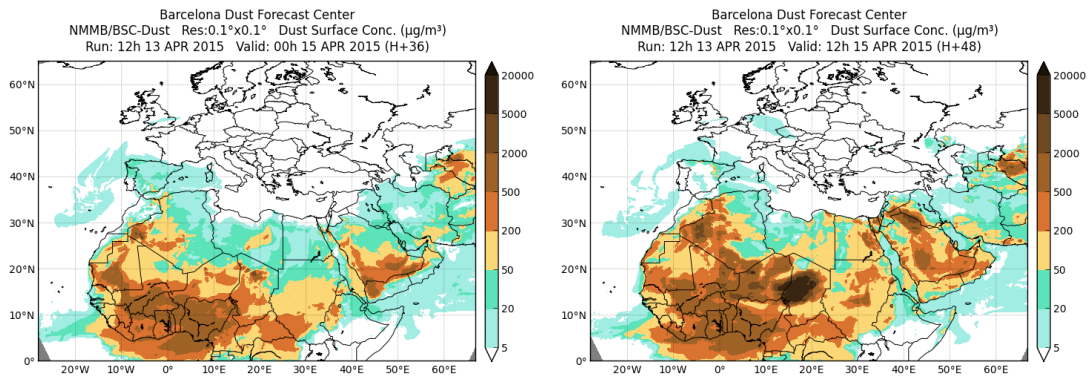 Barcelona Dust Forecast Center
NMMB/BSC-Dust Res:0.1°x0.1° Dust Surface Conc. (µg/m³)
Run: 12h 13 APR 2015 Valid: 00h 15 APR 2015 (H+36)
60°N
50°N
40°N
30°N
20°N
10°N
0°
20°W
10°W
0°
10°E
20°E
30°E
40°E
50°E
60°E
20000
5000
2000
500
200
50
20
5
Barcelona Dust Forecast Center
NMMB/BSC-Dust Res:0.1°x0.1° Dust Surface Conc. (µg/m³)
Run: 12h 13 APR 2015 Valid: 12h 15 APR 2015 (H+48)
60°N
50°N
40°N
30°N
20°N
10°N
0°
20°W
10°W
0°
10°E
20°E
30°E
40°E
50°E
60°E
20000
5000
2000
500
200
50
20
5